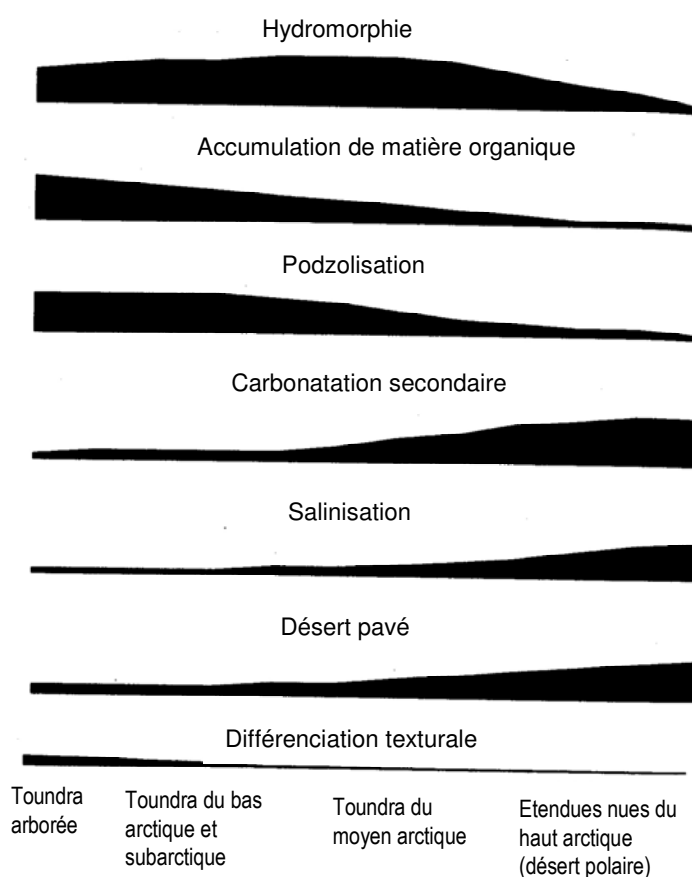 Hydromorphie
Accumulation de matière organique
Podzolisation
Carbonatation secondaire
Salinisation
Désert pavé
Différenciation texturale
Toundra
arborée
Toundra du bas
arctique et
subarctique
Toundra du
moyen arctique
Etendues nues du
haut arctique
(désert polaire)